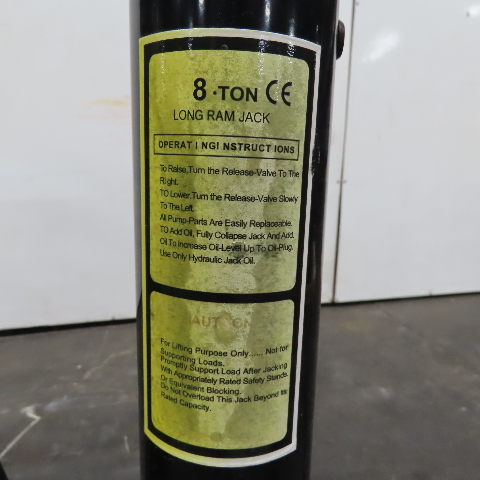 8-TON CE
LONG RAM JACK
OPERAT I NGI NSTRUCT IONS
To Raise,Turn the Release-Valve To The
Right.
TO Lower,Turn the Release-Valve Slowly
To The Left.
All Pump-Parts Are Easily Replaceable.
TO Add Oil, Fully Collapse Jack And Add.
Oil To Increase Oil-Level Up To Oil-Plug.
Use Only Hydraulic Jack Oil.
CAUTION
For Lifting Purpose Only...... Not for
Supporting Loads.
Promptly Support Load After Jacking
With Appropriately Rated Safety Stands.
Or Equivalent Blocking.
Do Not Overload This Jack Beyond Its
Rated Capacity.